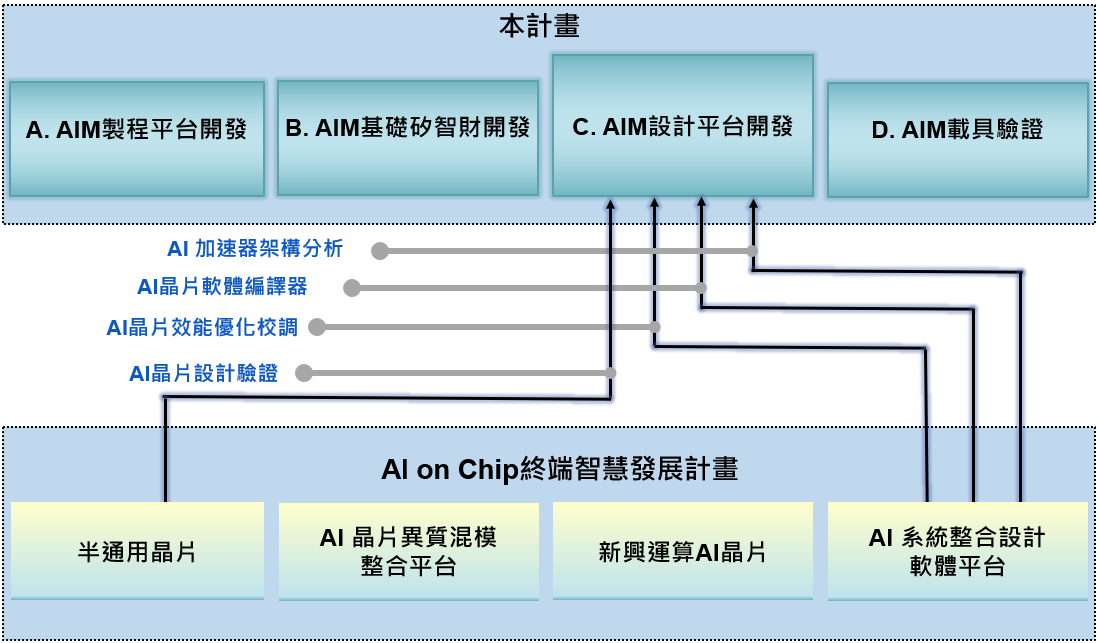 本計畫
A. AIM製程平台開發
B. AIM基礎矽智財開發
C. AIM設計平台開發
D. AIM載具驗證
AI 加速器架構分析
AI晶片軟體編譯器
AI晶片效能優化校調
AI晶片設計驗證
AI on Chip終端智慧發展計畫
半通用晶片
AI 晶片異質混模
整合平台
新興運算AI晶片
AI 系統整合設計
軟體平台